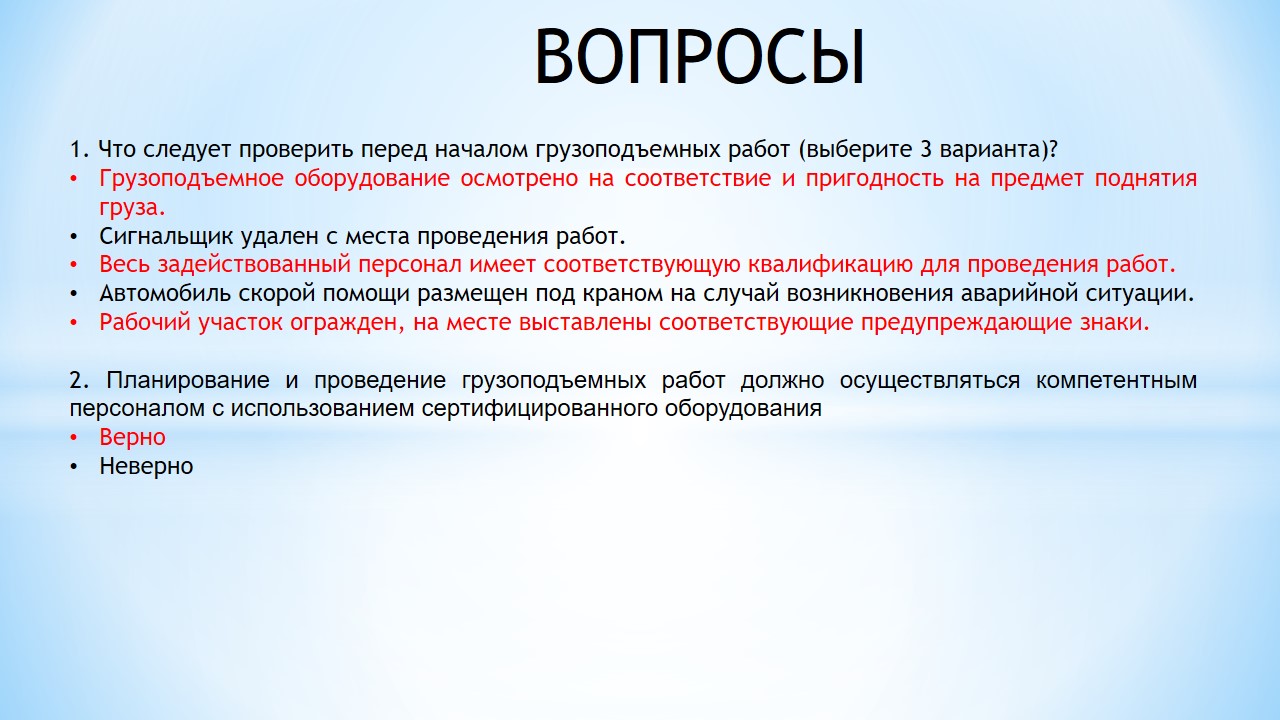 ВОПРОСЫ
1. Что следует проверить перед началом грузоподъемных работ (выберите 3 варианта)?
• Грузоподъемное оборудование осмотрено на соответствие и пригодность на предмет поднятия
груза.
• Сигнальщик удален с места проведения работ.
• Весь задействованный персонал имеет соответствующую квалификацию для проведения работ.
• Автомобиль скорой помощи размещен под краном на случай возникновения аварийной ситуации.
• Рабочий участок огражден, на месте выставлены соответствующие предупреждающие знаки.
2. Планирование и проведение грузоподъемных работ должно осуществляться компетентным
персоналом с использованием сертифицированного оборудования
• Верно
• Неверно